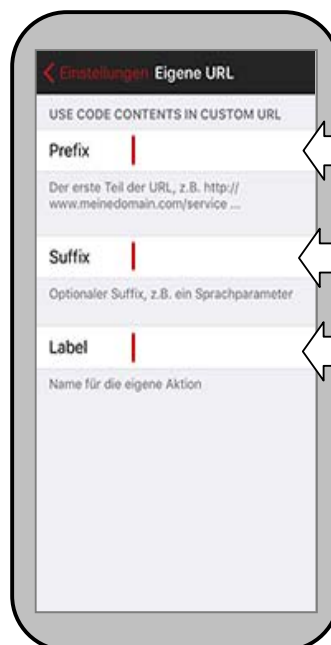 Einstellungen Eigene URL
USE CODE CONTENTS IN CUSTOM URL
Prefix
Der erste Teil der URL, z.B. http://
www.meinedomain.com/service ...
Suffix
Optionaler Suffix, z.B. ein Sprachparameter
Label
Name für die eigene Aktion